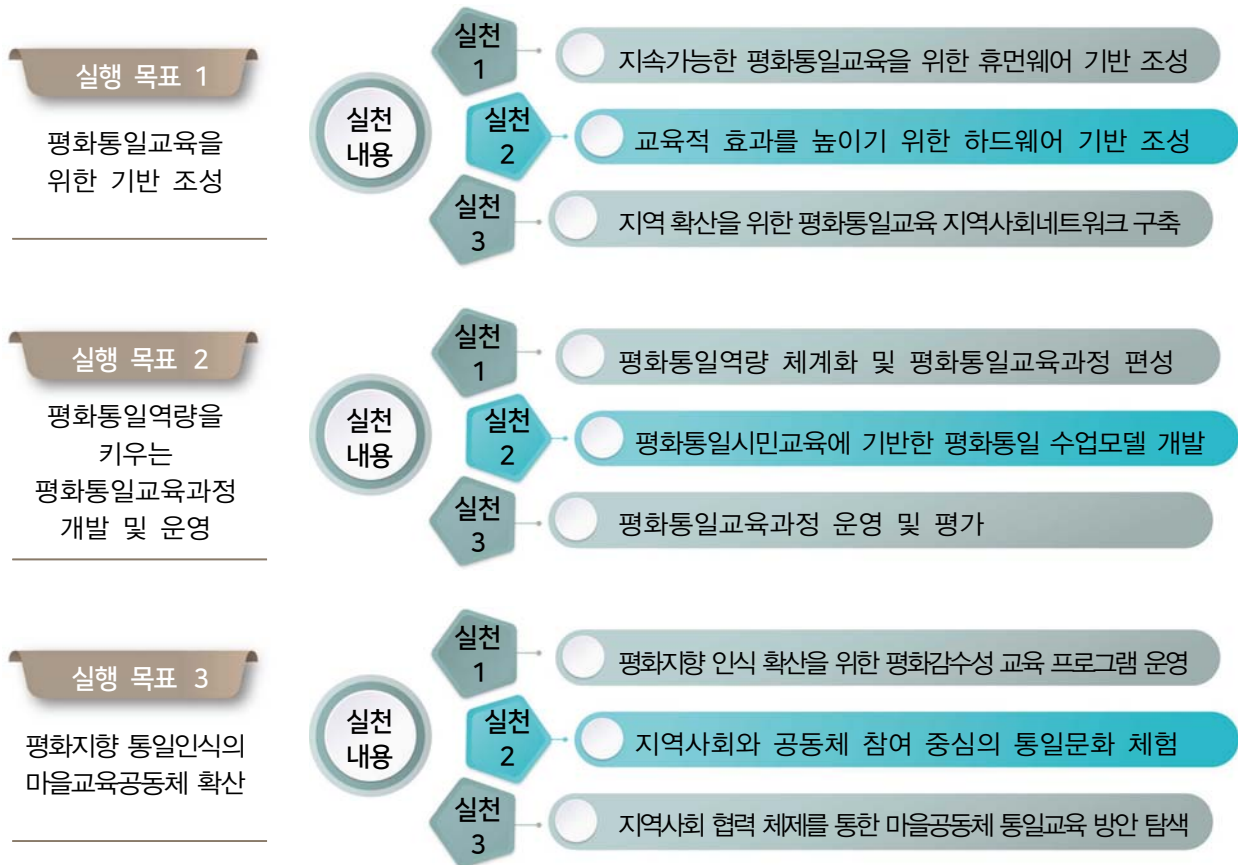 실행 목표 1
평화통일교육을
위한 기반 조성
실천
내용
실천
1
지속가능한 평화통일교육을 위한 휴먼웨어 기반 조성
실천
2
교육적 효과를 높이기 위한 하드웨어 기반 조성
실천
3
지역 확산을 위한 평화통일교육 지역사회네트워크 구축
실행 목표 2
평화통일역량을
키우는
평화통일교육과정
개발 및 운영
실천
내용
실천
1
평화통일역량 체계화 및 평화통일교육과정 편성
실천
2
평화통일시민교육에 기반한 평화통일 수업모델 개발
실천
3
평화통일교육과정 운영 및 평가
실행 목표 3
평화지향 통일인식의
마을교육공동체 확산
실천
내용
실천
1
평화지향 인식 확산을 위한 평화감수성 교육 프로그램 운영
실천
2
지역사회와 공동체 참여 중심의 통일문화 체험
실천
3
지역사회 협력 체제를 통한 마을공동체 통일교육 방안 탐색